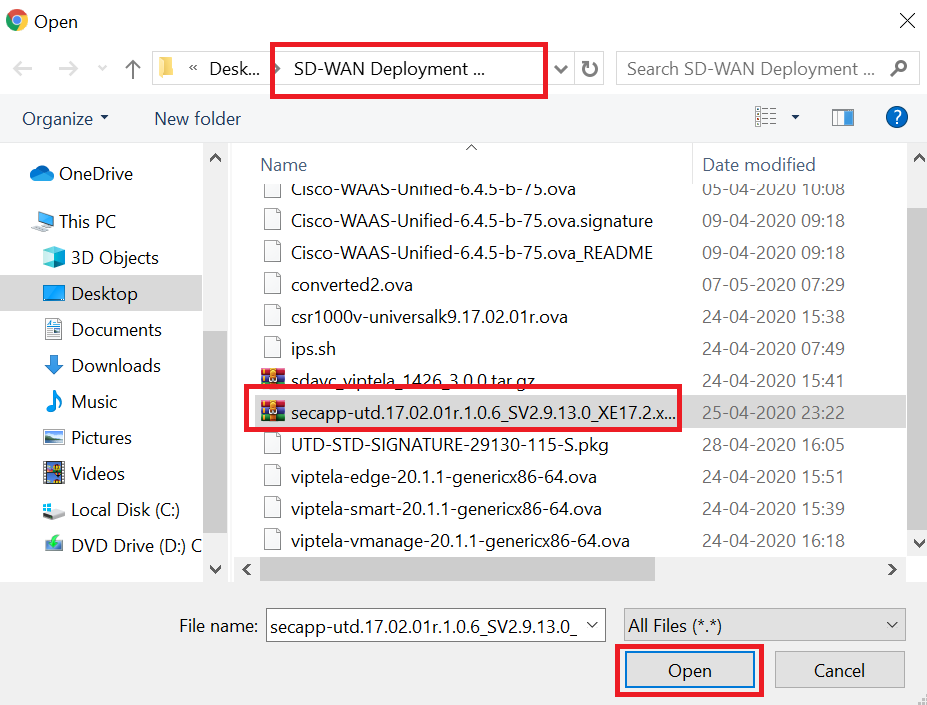 Open
« Desk... > SD-WAN Deployment ... Search SD-WAN Deployment ...
Organize New folder ?
Name Date modified
OneDrive
This PC
3D Objects
Desktop
Documents
Downloads
Music
Pictures
Videos
Local Disk (C:)
DVD Drive (D:) C
Cisco-WAAS-Unified-6.4.5-b-75.ova 05-04-2020 10:08
Cisco-WAAS-Unified-6.4.5-b-75.ova.signature 09-04-2020 09:18
Cisco-WAAS-Unified-6.4.5-b-75.ova_README 09-04-2020 09:18
converted2.ova 07-05-2020 07:29
csr1000v-universalk9.17.02.01r.ova 24-04-2020 15:38
ips.sh 24-04-2020 07:49
sdavc_viptela_1426_3.0.0.tar.gz 24-04-2020 15:41
secapp-utd.17.02.01r.1.0.6_SV2.9.13.0_XE17.2.x... 25-04-2020 23:22
UTD-STD-SIGNATURE-29130-115-S.pkg 28-04-2020 16:05
viptela-edge-20.1.1-genericx86-64.ova 24-04-2020 15:51
viptela-smart-20.1.1-genericx86-64.ova 24-04-2020 15:39
viptela-vmanage-20.1.1-genericx86-64.ova 24-04-2020 16:18
File name: secapp-utd.17.02.01r.1.0.6_SV2.9.13.0_ All Files (*.*)
Open Cancel